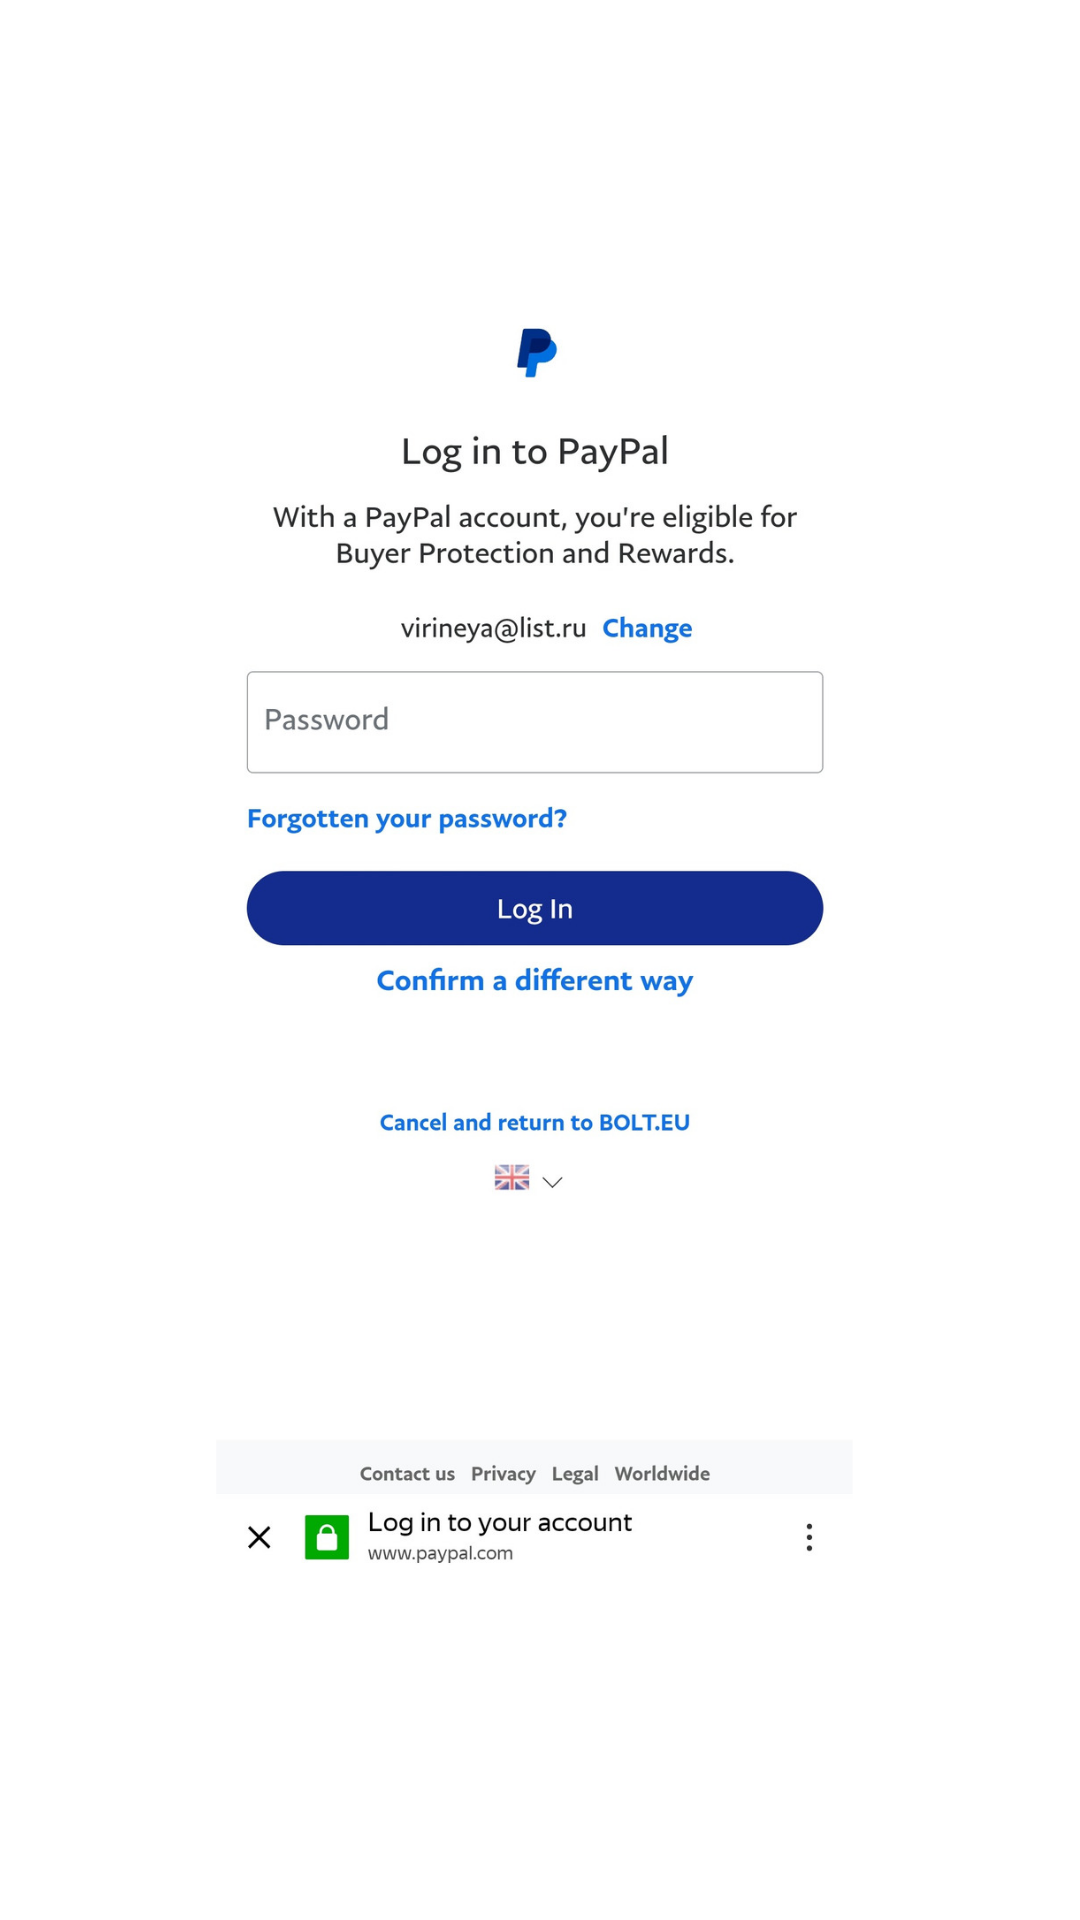 Log in to PayPal
With a PayPal account, you're eligible for
Buyer Protection and Rewards.
virineya@list.ru Change
Password
Forgotten your password?
Log In
Confirm a different way
Cancel and return to BOLT.EU
Contact us Privacy Legal Worldwide
Log in to your account
www.paypal.com